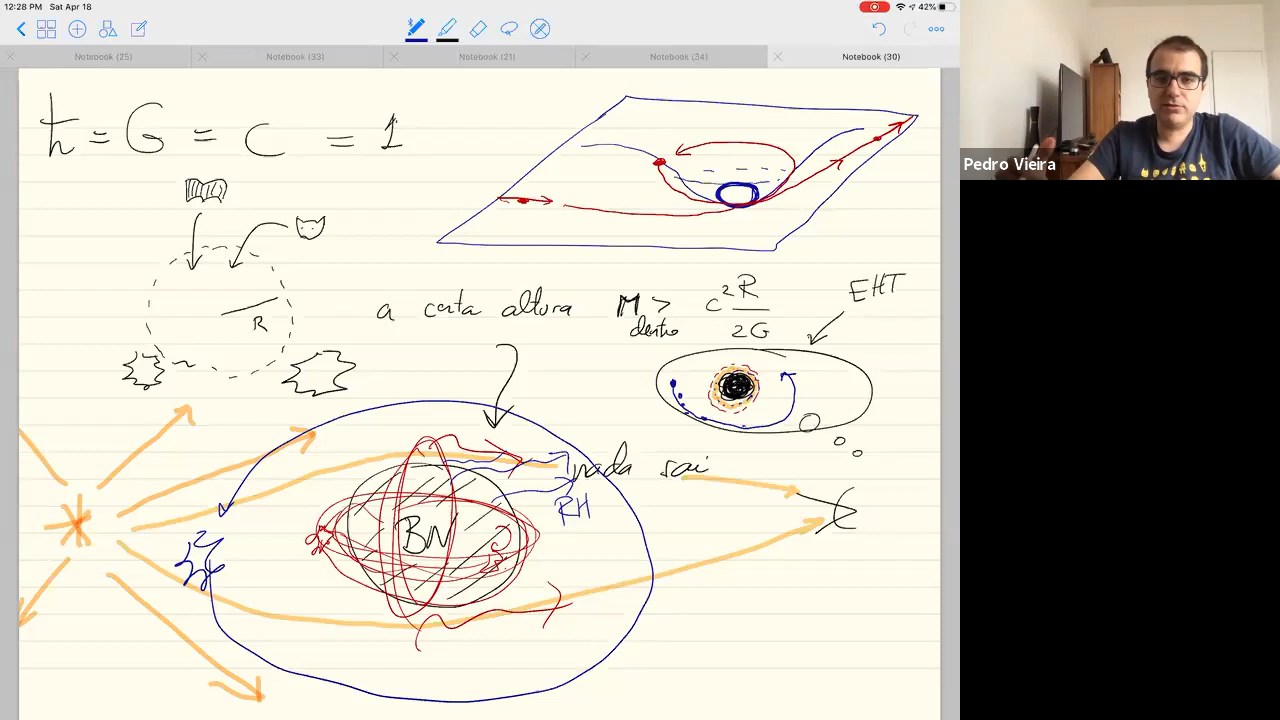 12:28 PM Sat Apr 18
42%
Notebook (25)
Notebook (33)
Notebook (21)
Notebook (34)
Notebook (30)
Pedro Vieira
ħ = G = c = 1
R
a certa altura M dentro > c² R / 2G
EHT
nada sai
RH
BN